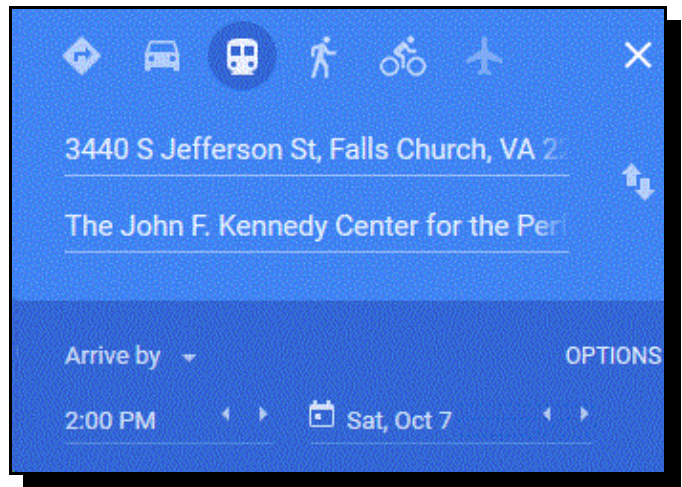 3440 S Jefferson St, Falls Church, VA
The John F. Kennedy Center for the
Arrive by
OPTIONS
2:00 PM
Sat, Oct 7